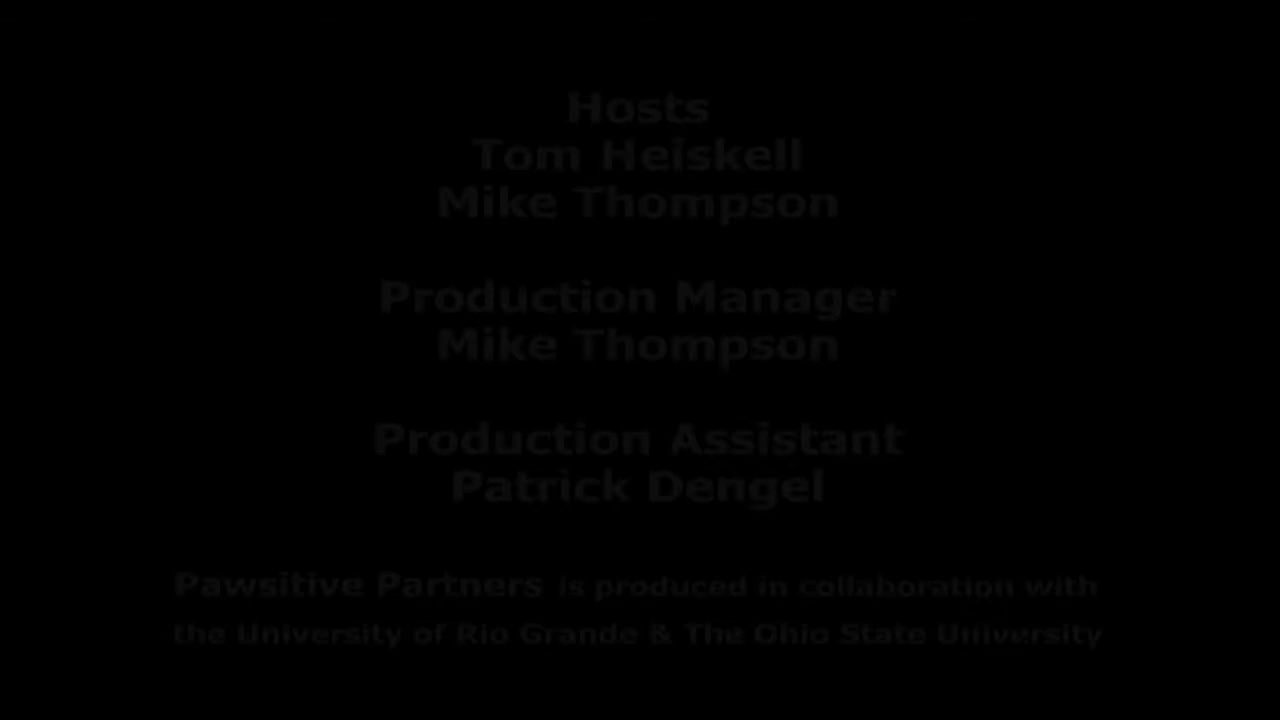 Hosts
Tom Heiskell
Mike Thompson
Production Manager
Mike Thompson
Production Assistant
Patrick Dengel
Pawsitive Partners is produced in collaboration with
the University of Rio Grande & The Ohio State University